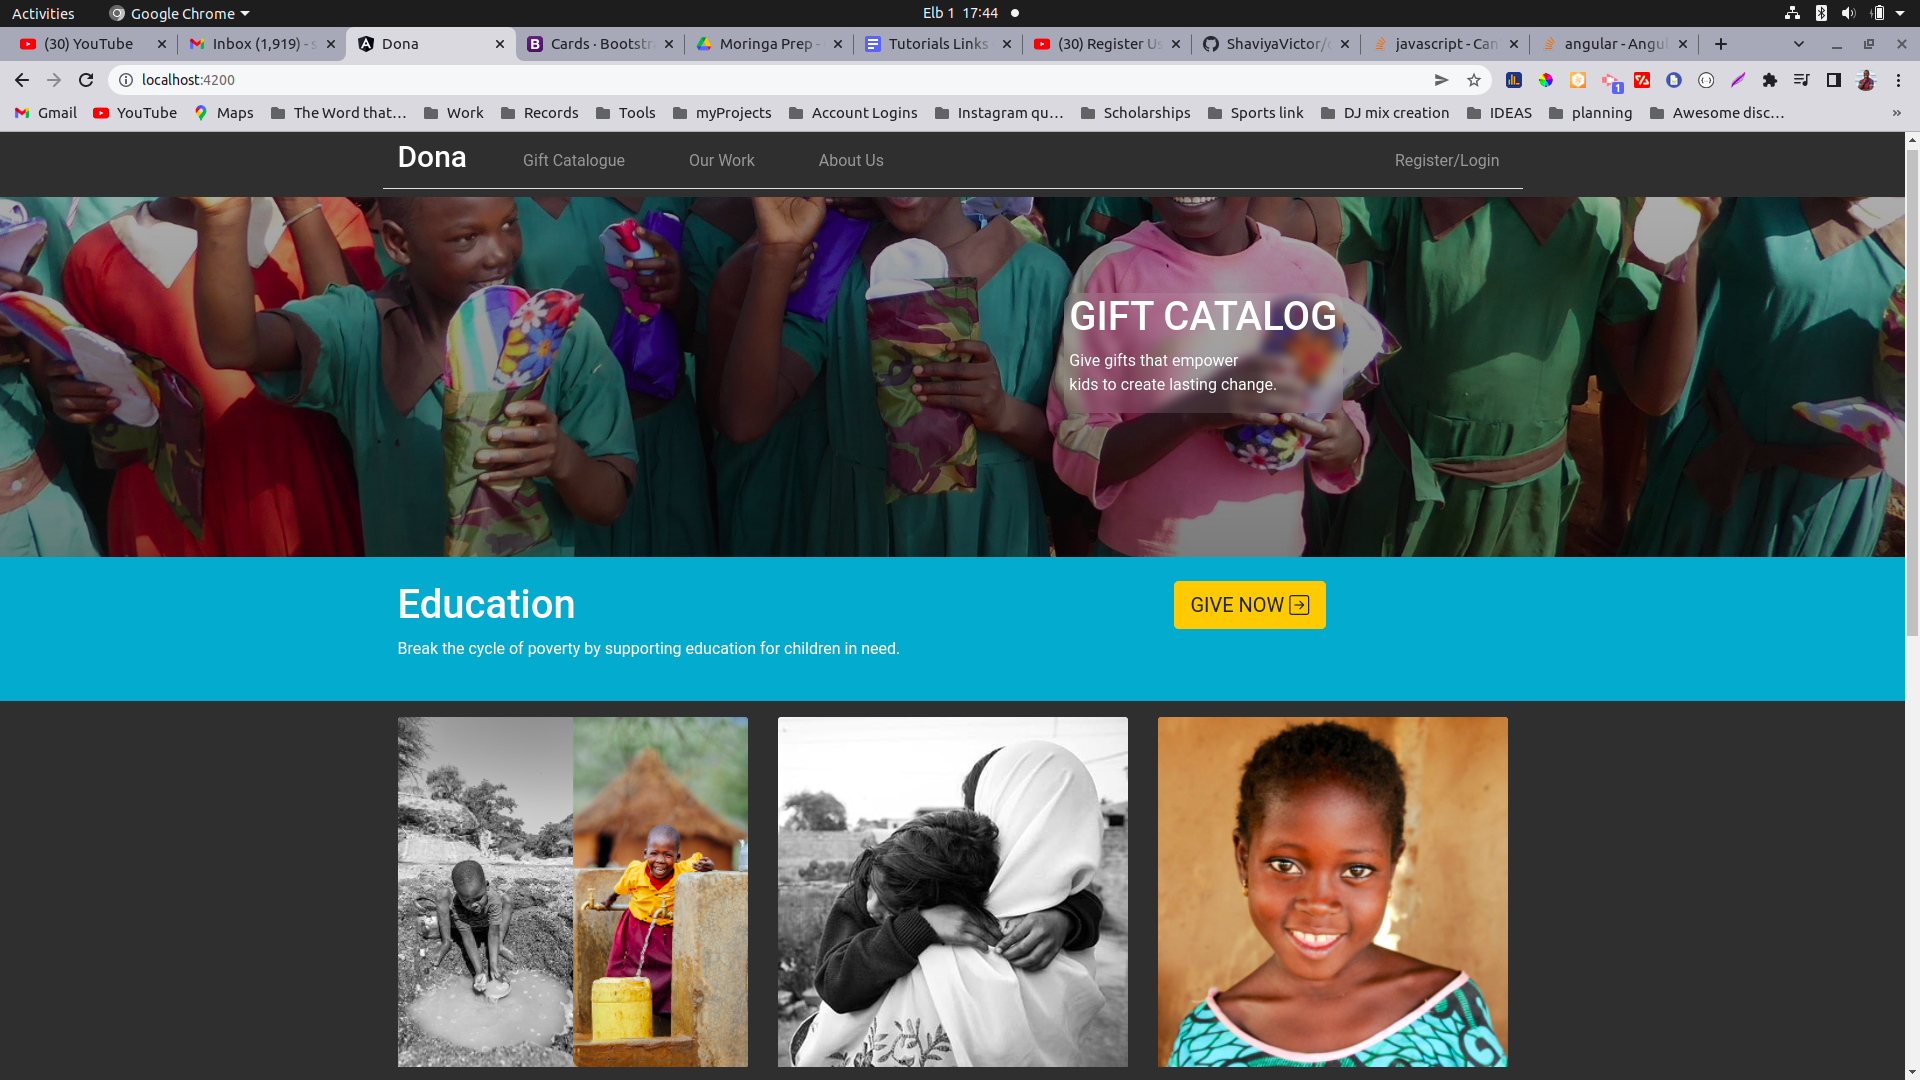 Activities Google Chrome Elb 1 17:44
(30) YouTube Inbox (1,919) - s Dona Cards · Bootstr Moringa Prep - Tutorials Links (30) Register Us ShaviyaVictor/ javascript - Can angular - Angul
localhost:4200 1
Gmail YouTube Maps The Word that... Work Records Tools myProjects Account Logins Instagram qu... Scholarships Sports link DJ mix creation IDEAS planning Awesome disc... »
Dona Gift Catalogue Our Work About Us Register/Login
GIFT CATALOG
Give gifts that empower
kids to create lasting change.
Education GIVE NOW
Break the cycle of poverty by supporting education for children in need.